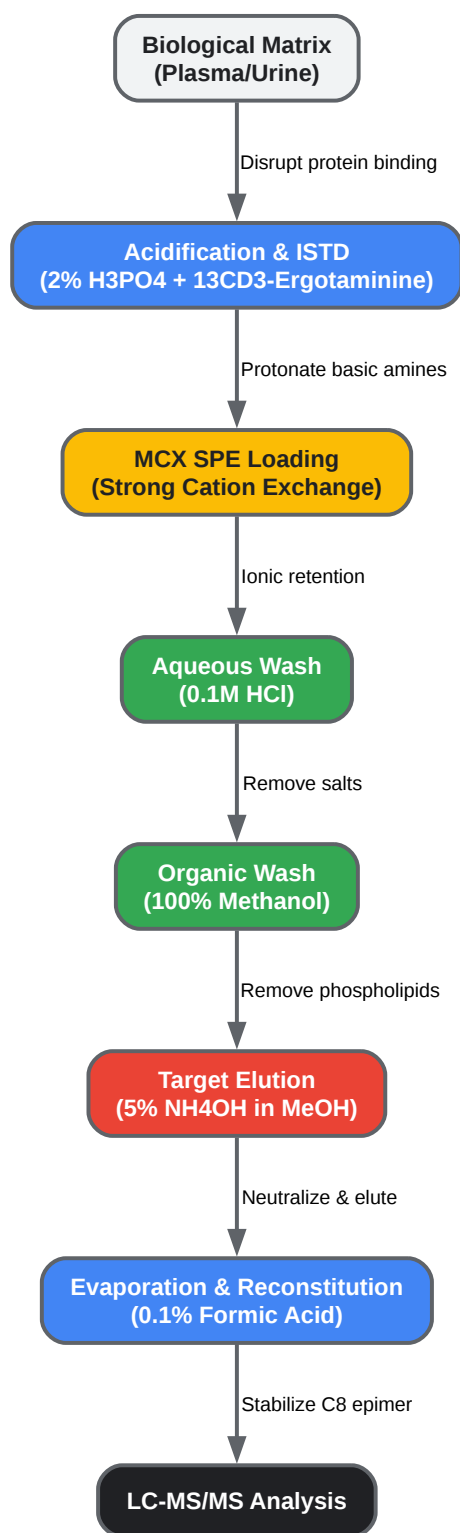 Biological Matrix
(Plasma/Urine)
Disrupt protein binding
Acidification & ISTD
(2% H3PO4 + 13CD3-Ergotaminine)
Protonate basic amines
MCX SPE Loading
(Strong Cation Exchange)
Ionic retention
Aqueous Wash
(0.1M HCl)
Remove salts
Organic Wash
(100% Methanol)
Remove phospholipids
Target Elution
(5% NH4OH in MeOH)
Neutralize & elute
Evaporation & Reconstitution
(0.1% Formic Acid)
Stabilize C8 epimer
LC-MS/MS Analysis